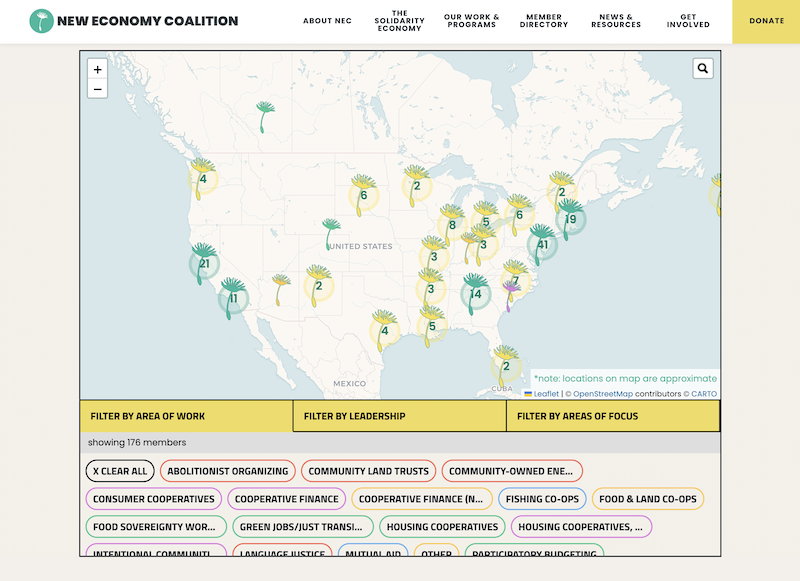 NEW ECONOMY COALITION
ABOUT NEC
THE
SOLIDARITY
ECONOMY
OUR WORK &
PROGRAMS
MEMBER
DIRECTORY
NEWS &
RESOURCES
GET
INVOLVED
DONATE
+
−
4
6
2
2
8
5
6
19
3
3
41
21
11
2
3
14
7
4
5
2
UNITED STATES
MEXICO
CUBA
*note: locations on map are approximate
Leaflet | © OpenStreetMap contributors © CARTO
FILTER BY AREA OF WORK
FILTER BY LEADERSHIP
FILTER BY AREAS OF FOCUS
showing 176 members
X CLEAR ALL
ABOLITIONIST ORGANIZING
COMMUNITY LAND TRUSTS
COMMUNITY-OWNED ENE...
CONSUMER COOPERATIVES
COOPERATIVE FINANCE
COOPERATIVE FINANCE (N...
FISHING CO-OPS
FOOD & LAND CO-OPS
FOOD SOVEREIGNTY WOR...
GREEN JOBS/JUST TRANSI...
HOUSING COOPERATIVES
HOUSING COOPERATIVES, ...
INTENTIONAL COMMUNITI...
LANGUAGE JUSTICE
MUTUAL AID
OTHER
PARTICIPATORY BUDGETING